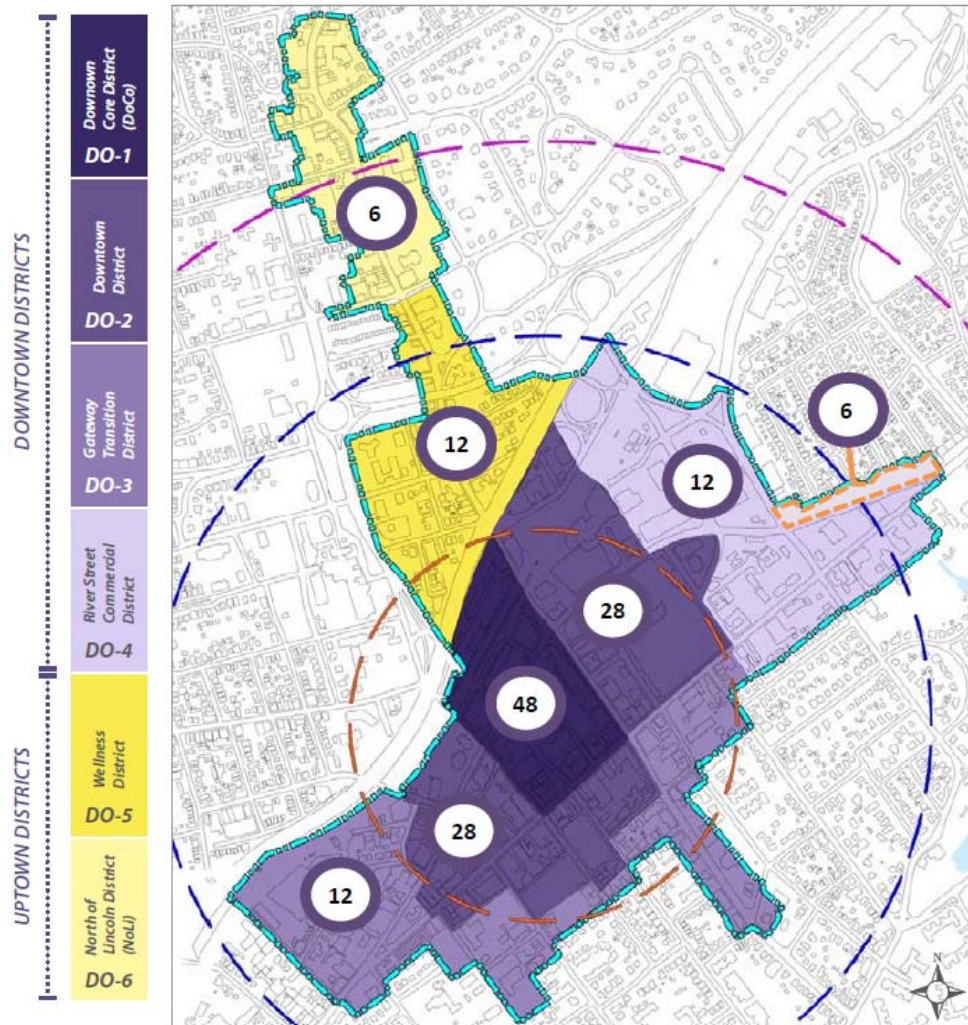 DOWNTOWN DISTRICTS
Downown
Core District
(DoCo)
DO-1
Downtown
District
DO-2
Gateway
Transition
District
DO-3
River Street
Commercial
District
DO-4
UPTOWN DISTRICTS
Wellness
District
DO-5
North of
Lincoln District
(NoLi)
DO-6
6
12
6
12
28
48
28
12